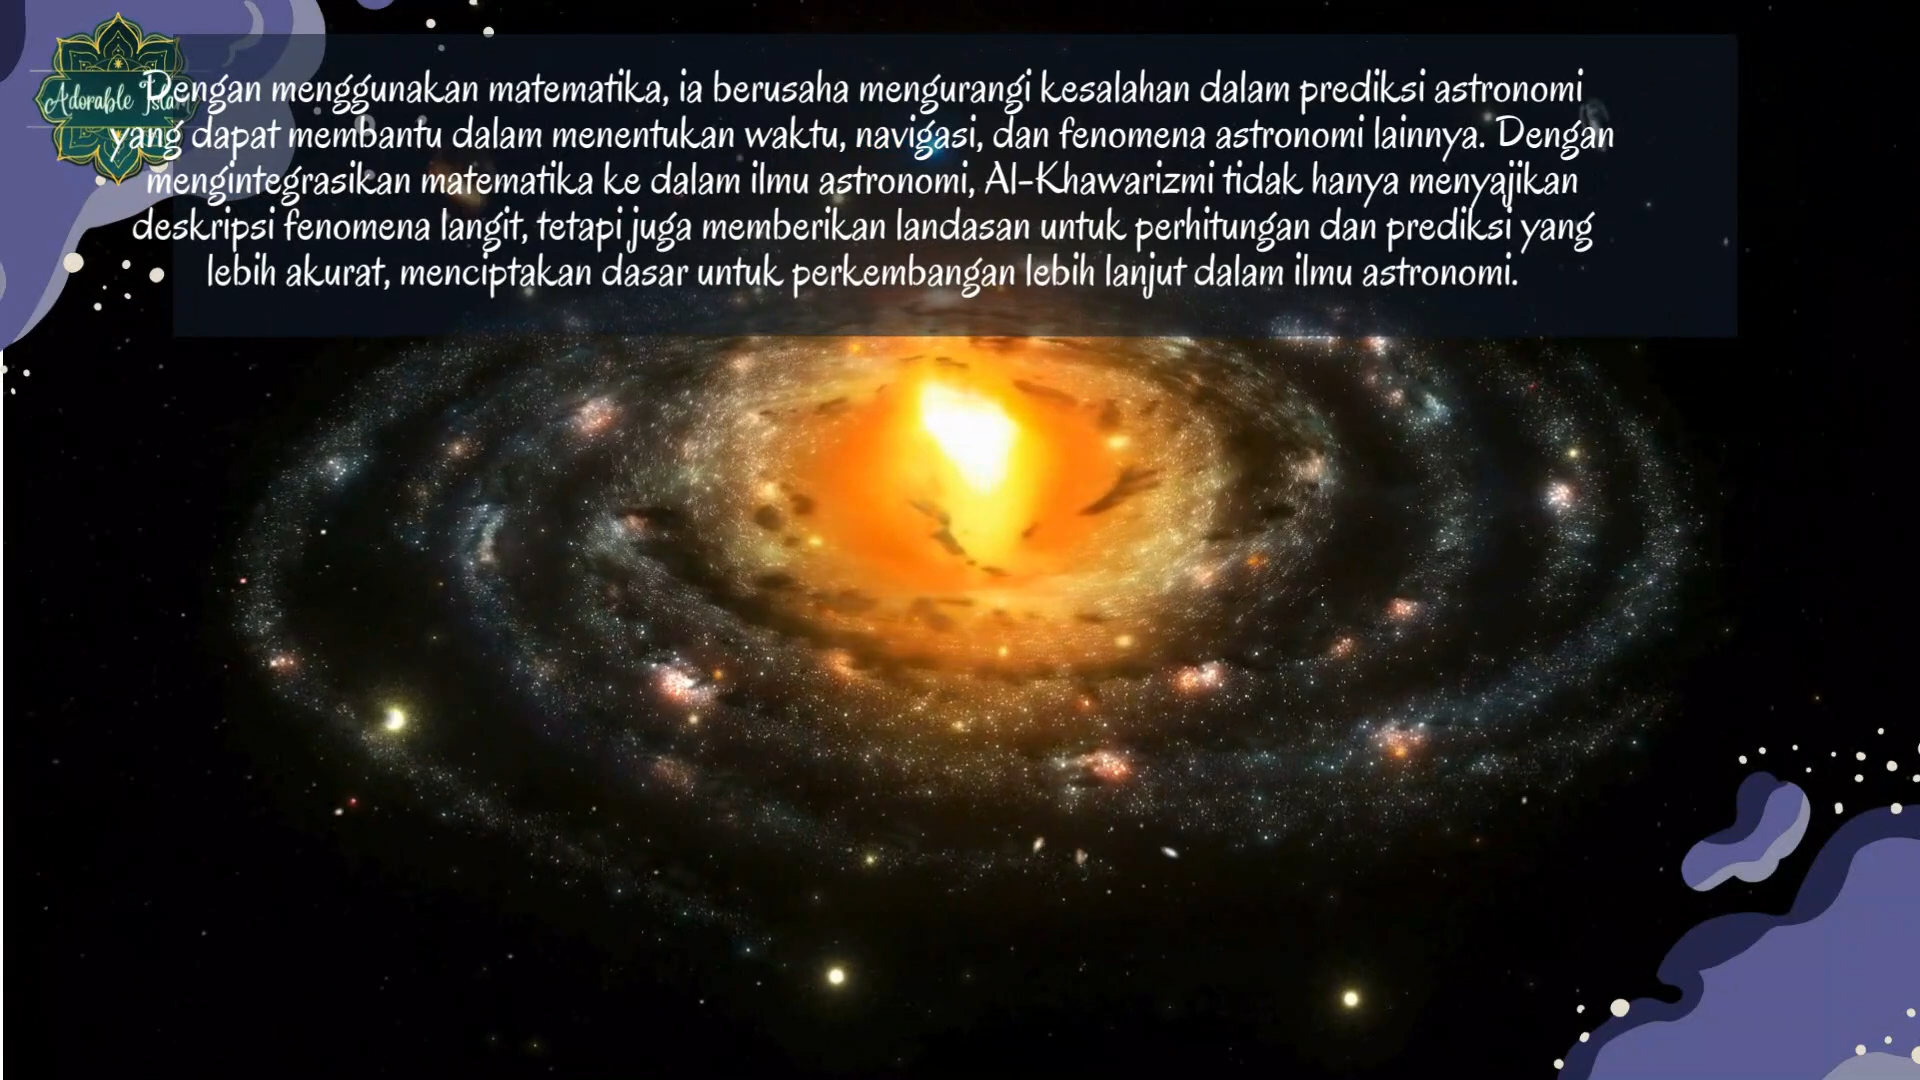 Adorable Islam
Dengan menggunakan matematika, ia berusaha mengurangi kesalahan dalam prediksi astronomi
yang dapat membantu dalam menentukan waktu, navigasi, dan fenomena astronomi lainnya. Dengan
mengintegrasikan matematika ke dalam ilmu astronomi, Al-Khawarizmi tidak hanya menyajikan
deskripsi fenomena langit, tetapi juga memberikan landasan untuk perhitungan dan prediksi yang
lebih akurat, menciptakan dasar untuk perkembangan lebih lanjut dalam ilmu astronomi.